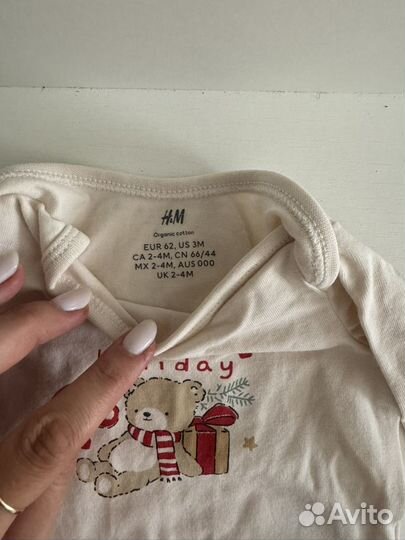 H&M
Organic cotton
EUR 62, US 3M
CA 2-4M, CN 66/44
MX 2-4M, AUS 000
UK 2-4M
Avito